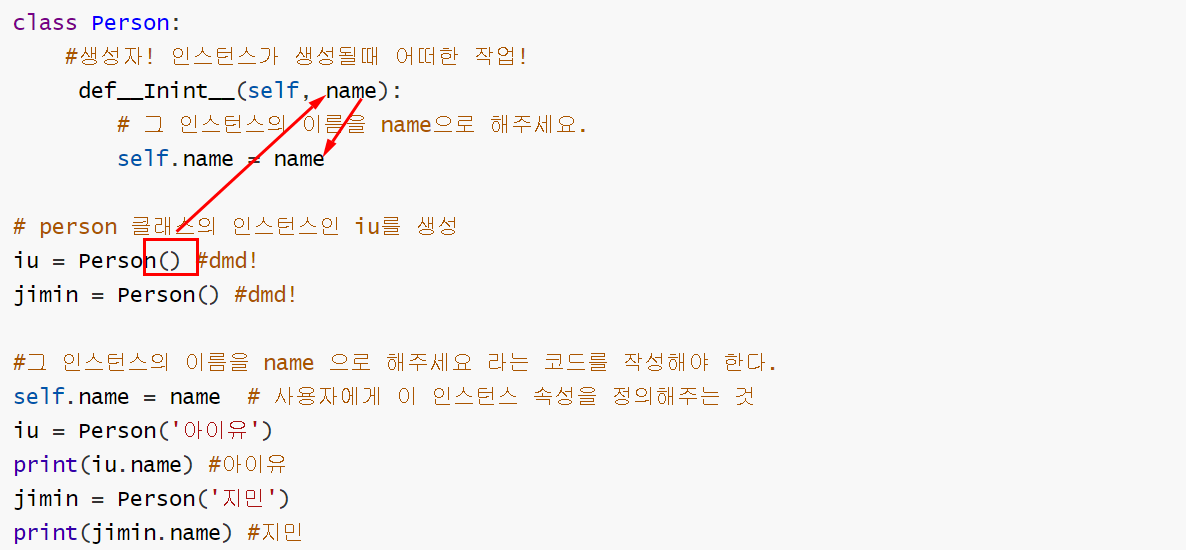 class Person:
#생성자! 인스턴스가 생성될때 어떠한 작업!
def__Inint__(self, name):
# 그 인스턴스의 이름을 name으로 해주세요.
self.name = name
# person 클래스의 인스턴스인 iu를 생성
iu = Person() #dmd!
jimin = Person() #dmd!
#그 인스턴스의 이름을 name 으로 해주세요 라는 코드를 작성해야 한다.
self.name = name # 사용자에게 이 인스턴스 속성을 정의해주는 것
iu = Person('아이유')
print(iu.name) #아이유
jimin = Person('지민')
print(jimin.name) #지민